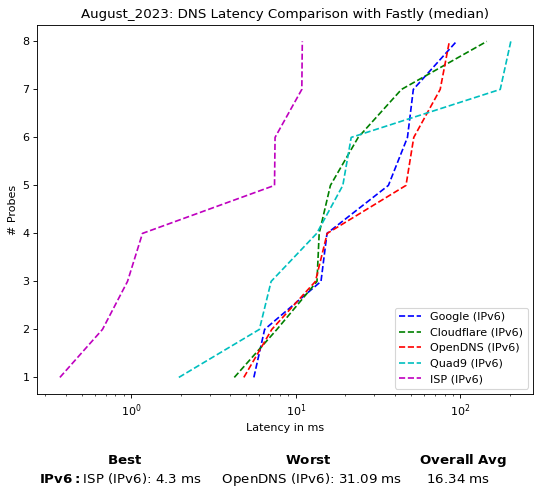 August_2023: DNS Latency Comparison with Fastly (median)
8
7
6
5
4
3
2
1
# Probes
Google (IPv6)
Cloudflare (IPv6)
OpenDNS (IPv6)
Quad9 (IPv6)
ISP (IPv6)
10⁰ 10¹ 10²
Latency in ms
Best Worst Overall Avg
IPv6: ISP (IPv6): 4.3 ms OpenDNS (IPv6): 31.09 ms 16.34 ms